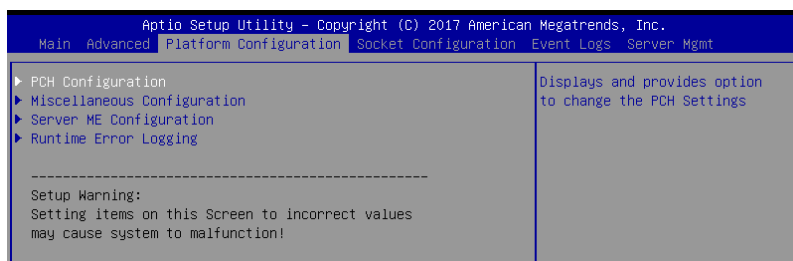 Aptio Setup Utility – Copyright (C) 2017 American Megatrends, Inc.
Main Advanced Platform Configuration Socket Configuration Event Logs Server Mgmt
PCH Configuration
Miscellaneous Configuration
Server ME Configuration
Runtime Error Logging
------------------------------------------------
Setup Warning:
Setting items on this Screen to incorrect values
may cause system to malfunction!
Displays and provides option
to change the PCH Settings